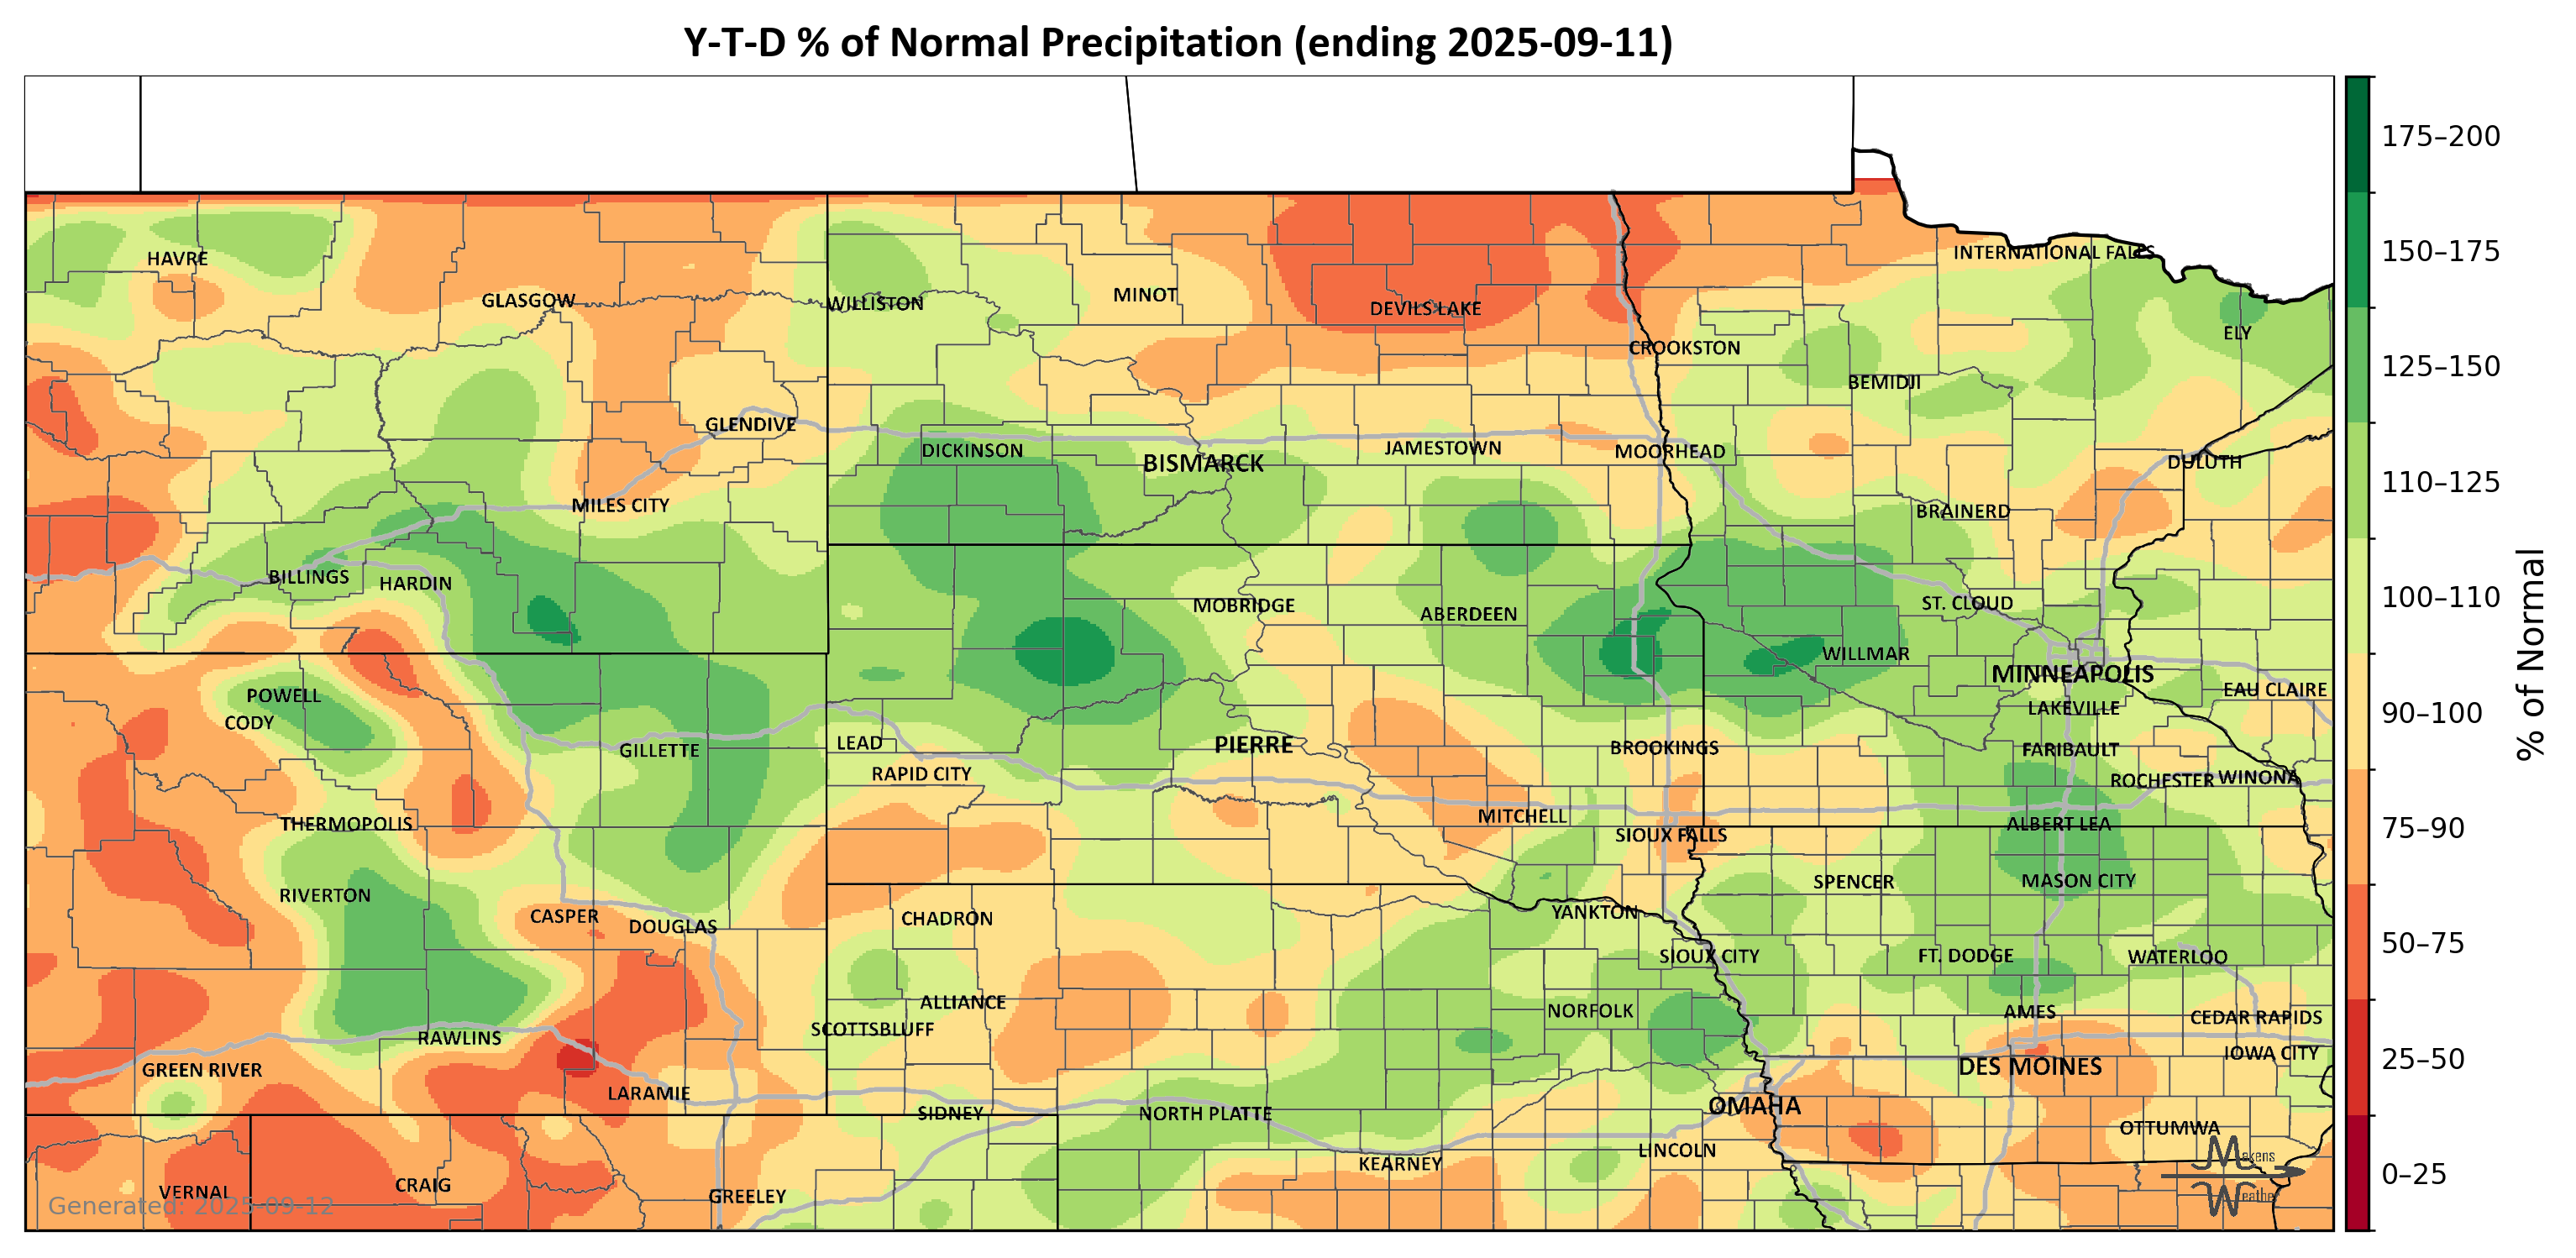 Y-T-D % of Normal Precipitation (ending 2025-09-11)
175–200
150–175
125–150
110–125
100–110
90–100
75–90
50–75
25–50
0–25
% of Normal
HAVRE
GLASGOW
WILLISTON
MINOT
DEVILS LAKE
INTERNATIONAL FALLS
ELY
CROOKSTON
BEMIDJI
GLENDIVE
DICKINSON
BISMARCK
JAMESTOWN
MOORHEAD
DULUTH
MILES CITY
BRAINERD
BILLINGS
HARDIN
MOBRIDGE
ABERDEEN
ST. CLOUD
WILLMAR
MINNEAPOLIS
POWELL
EAU CLAIRE
CODY
LAKEVILLE
GILLETTE
LEAD
PIERRE
BROOKINGS
FARIBAULT
RAPID CITY
ROCHESTER
WINONA
THERMOPOLIS
MITCHELL
SIOUX FALLS
ALBERT LEA
RIVERTON
SPENCER
MASON CITY
CASPER
DOUGLAS
CHADRON
YANKTON
SIOUX CITY
FT. DODGE
WATERLOO
ALLIANCE
NORFOLK
AMES
CEDAR RAPIDS
SCOTTSBLUFF
RAWLINS
IOWA CITY
GREEN RIVER
DES MOINES
LARAMIE
OMAHA
SIDNEY
NORTH PLATTE
OTTUMWA
LINCOLN
KEARNEY
VERNAL
CRAIG
GREELEY
Generated: 2025-09-12
Makens
Weather